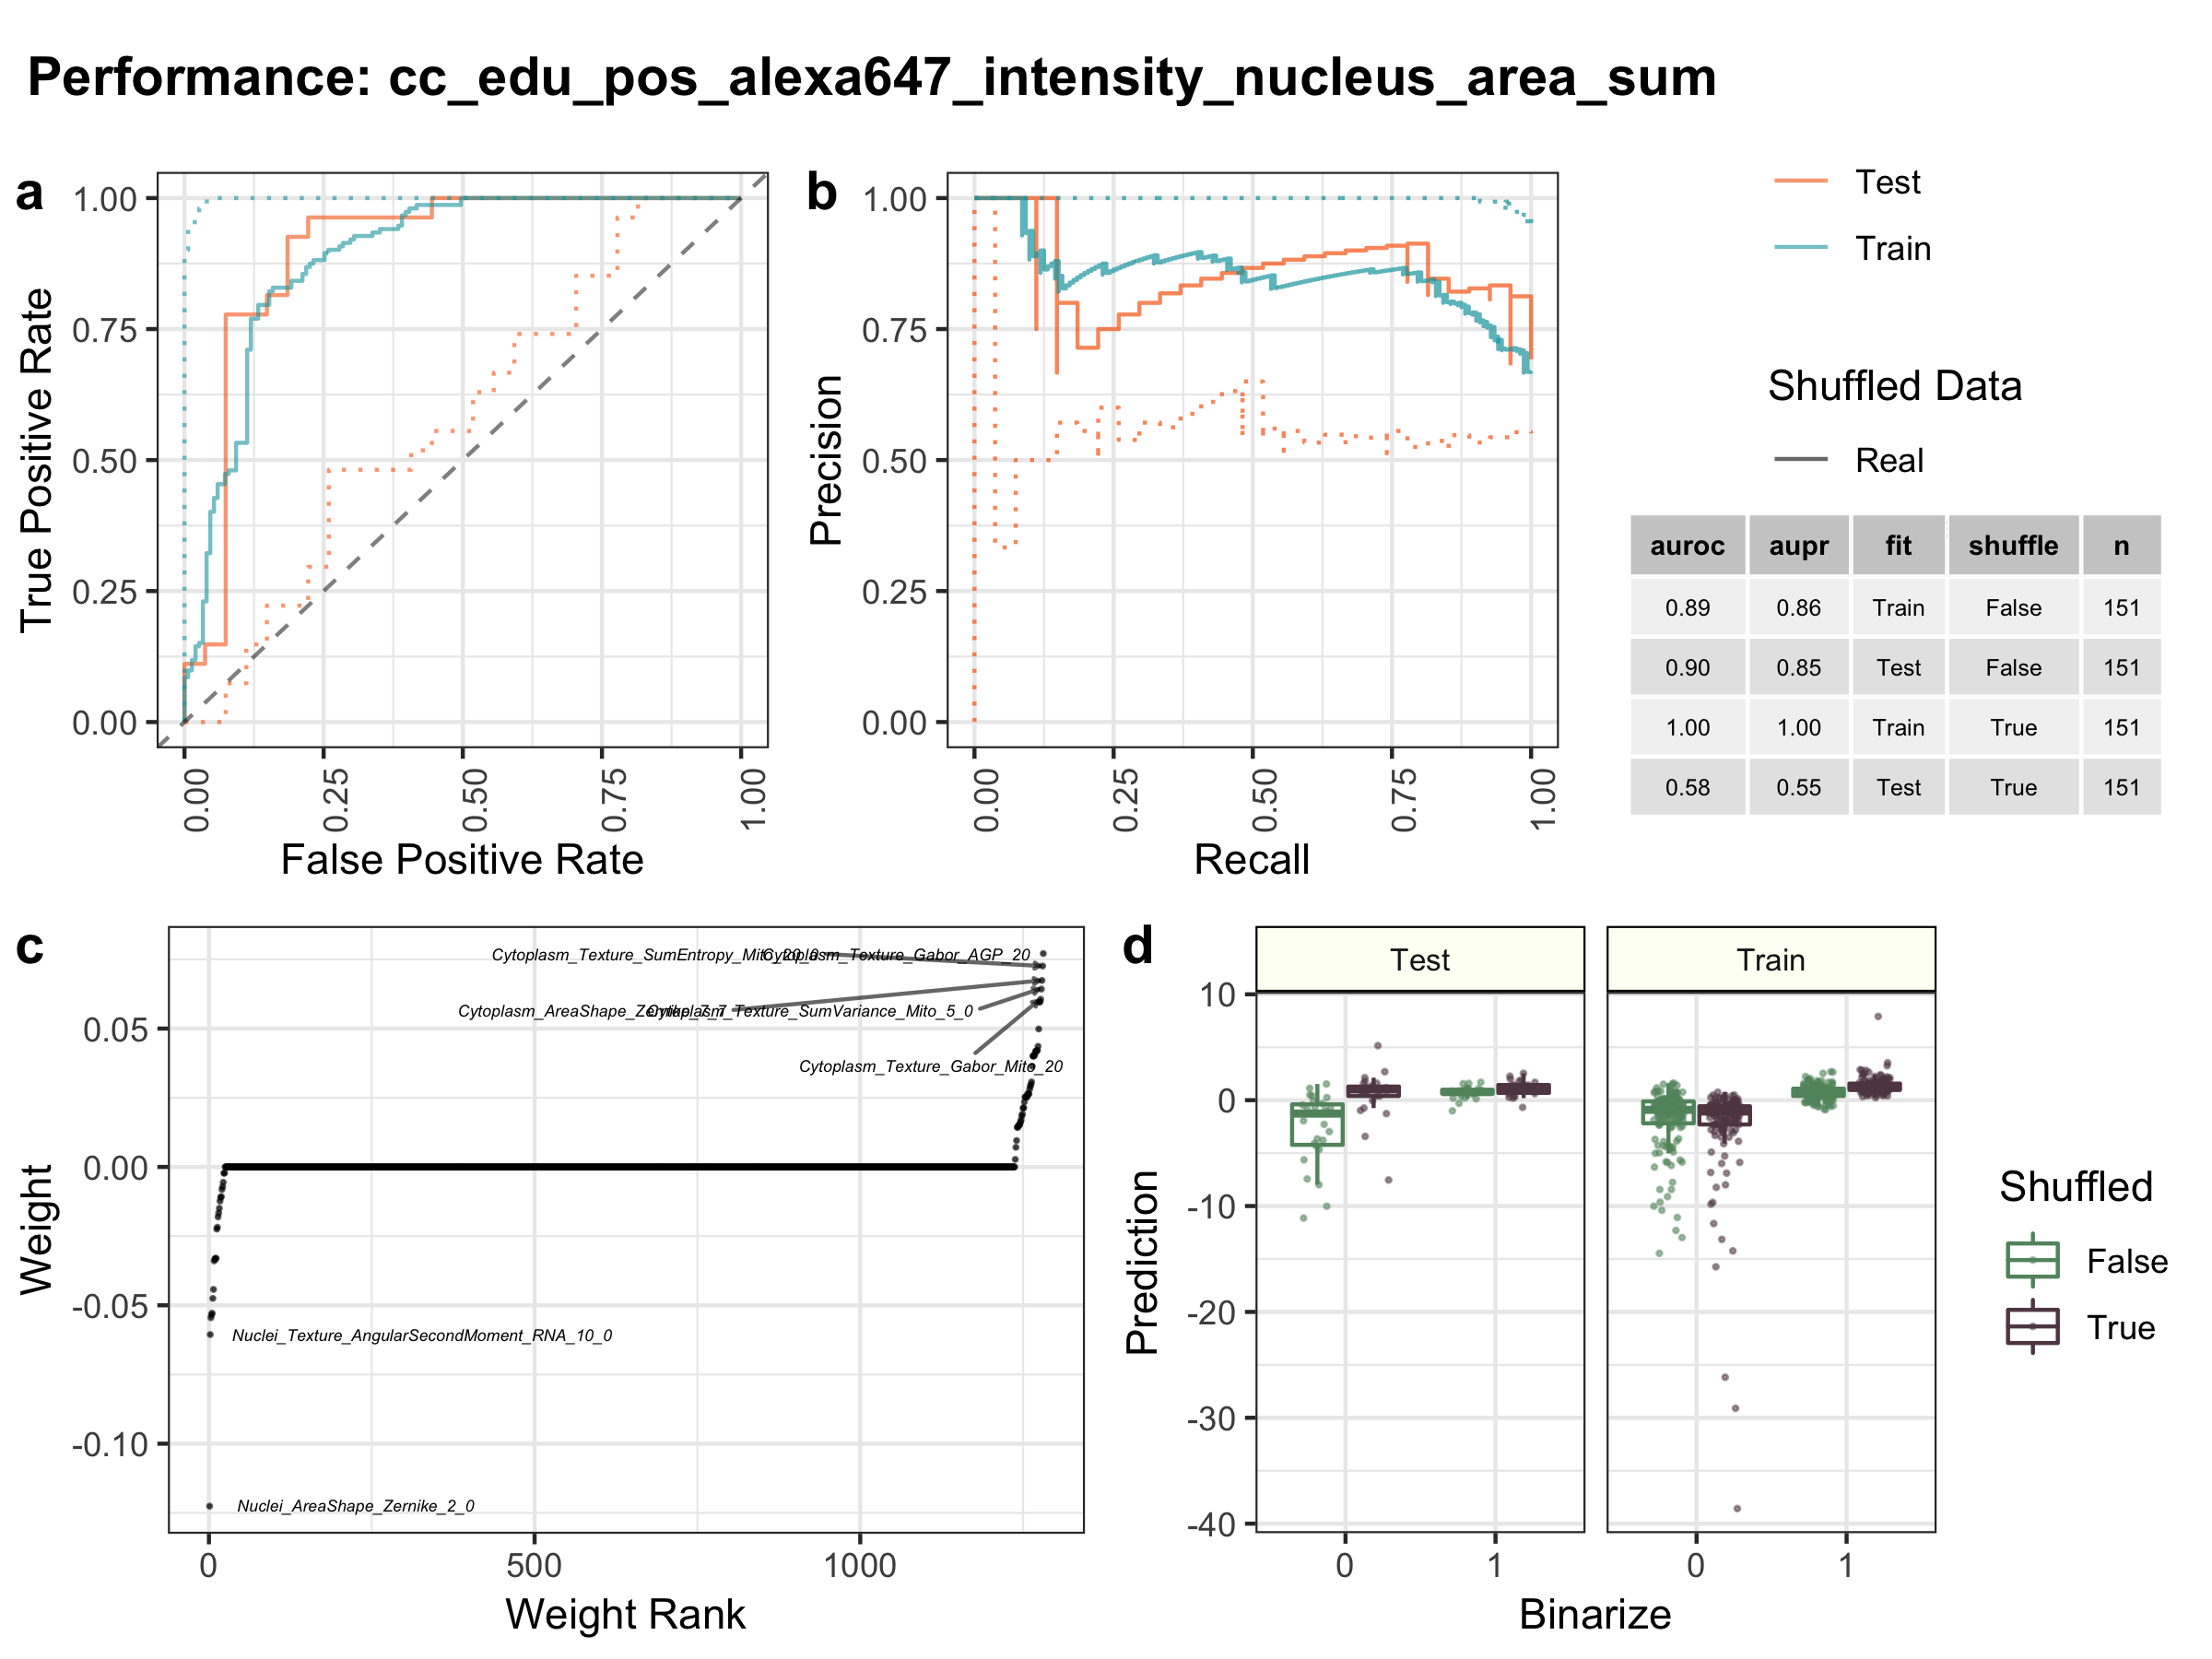 Performance: cc_edu_pos_alexa647_intensity_nucleus_area_sum
a
True Positive Rate
1.00
0.75
0.50
0.25
0.00
0.00
0.25
0.50
0.75
1.00
False Positive Rate
b
Precision
1.00
0.75
0.50
0.25
0.00
0.00
0.25
0.50
0.75
1.00
Recall
Test
Train
Shuffled Data
Real
auroc aupr fit shuffle n
0.89 0.86 Train False 151
0.90 0.85 Test False 151
1.00 1.00 Train True 151
0.58 0.55 Test True 151
c
Weight
0.05
0.00
-0.05
-0.10
Cytoplasm_Texture_SumEntropy_Mito_20_0
Cytoplasm_Texture_Gabor_AGP_20
Cytoplasm_AreaShape_Zernike_7_7
Cytoplasm_Texture_SumVariance_Mito_5_0
Cytoplasm_Texture_Gabor_Mito_20
Nuclei_Texture_AngularSecondMoment_RNA_10_0
Nuclei_AreaShape_Zernike_2_0
0
500
1000
Weight Rank
d
Test
Train
Prediction
10
0
-10
-20
-30
-40
0
1
0
1
Binarize
Shuffled
False
True